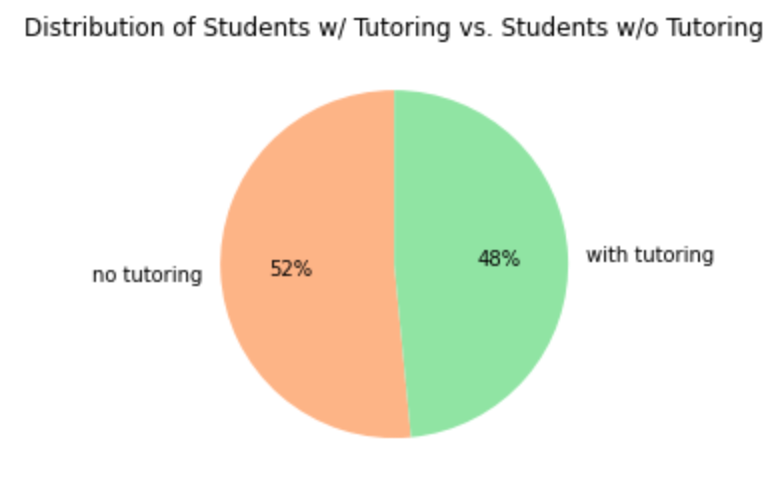 Distribution of Students w/ Tutoring vs. Students w/o Tutoring
48%
with tutoring
52%
no tutoring